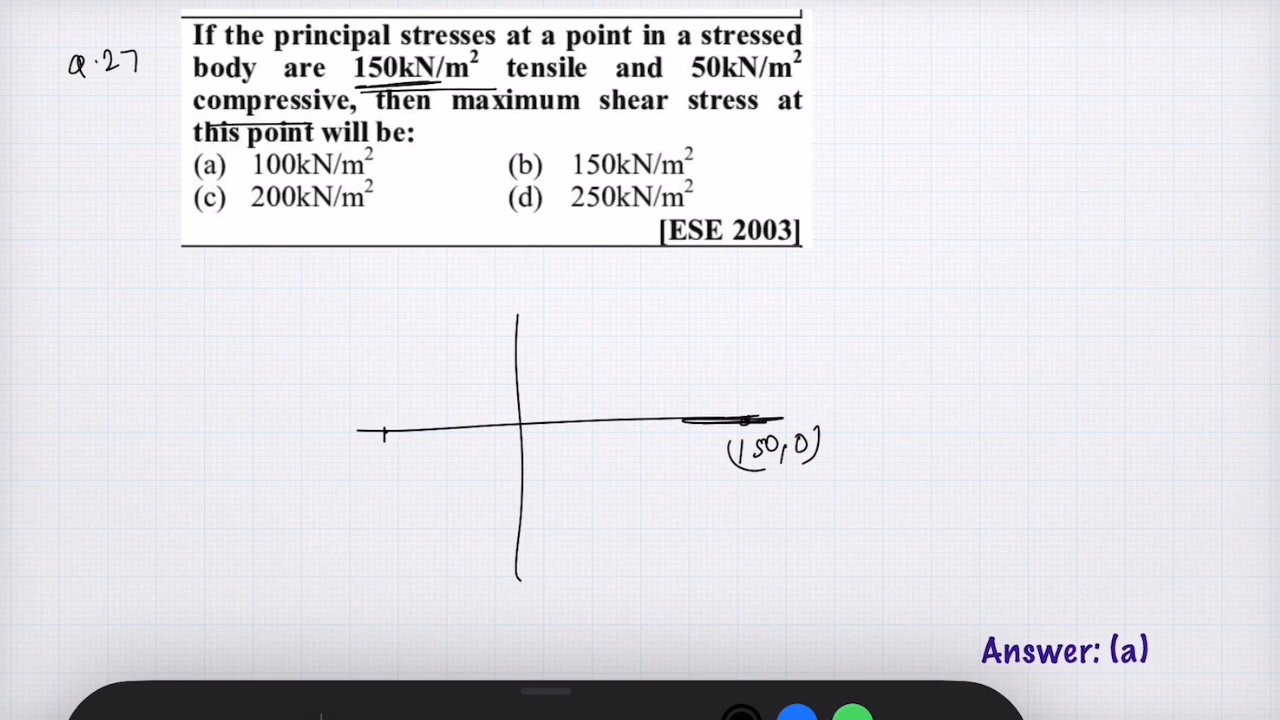 Q.27
If the principal stresses at a point in a stressed
body are 150kN/m² tensile and 50kN/m²
compressive, then maximum shear stress at
this point will be:
(a) 100kN/m² (b) 150kN/m²
(c) 200kN/m² (d) 250kN/m²
[ESE 2003]
(150,0)
Answer: (a)